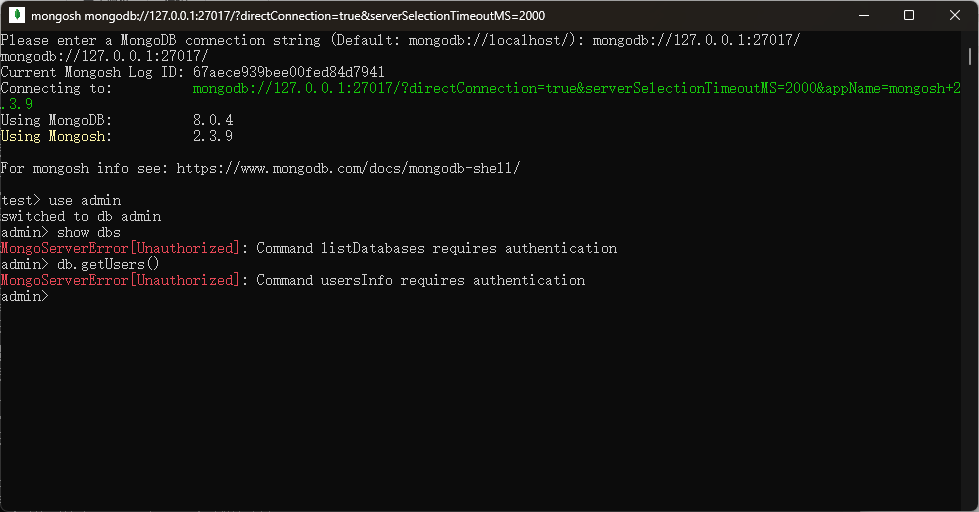 mongosh mongodb://127.0.0.1:27017/?directConnection=true&serverSelectionTimeoutMS=2000
Please enter a MongoDB connection string (Default: mongodb://localhost/): mongodb://127.0.0.1:27017/
mongodb://127.0.0.1:27017/
Current Mongosh Log ID: 67aece939bee00fed84d7941
Connecting to: mongodb://127.0.0.1:27017/?directConnection=true&serverSelectionTimeoutMS=2000&appName=mongosh+2
.3.9
Using MongoDB: 8.0.4
Using Mongosh: 2.3.9
For mongosh info see: https://www.mongodb.com/docs/mongodb-shell/
test> use admin
switched to db admin
admin> show dbs
MongoServerError[Unauthorized]: Command listDatabases requires authentication
admin> db.getUsers()
MongoServerError[Unauthorized]: Command usersInfo requires authentication
admin>